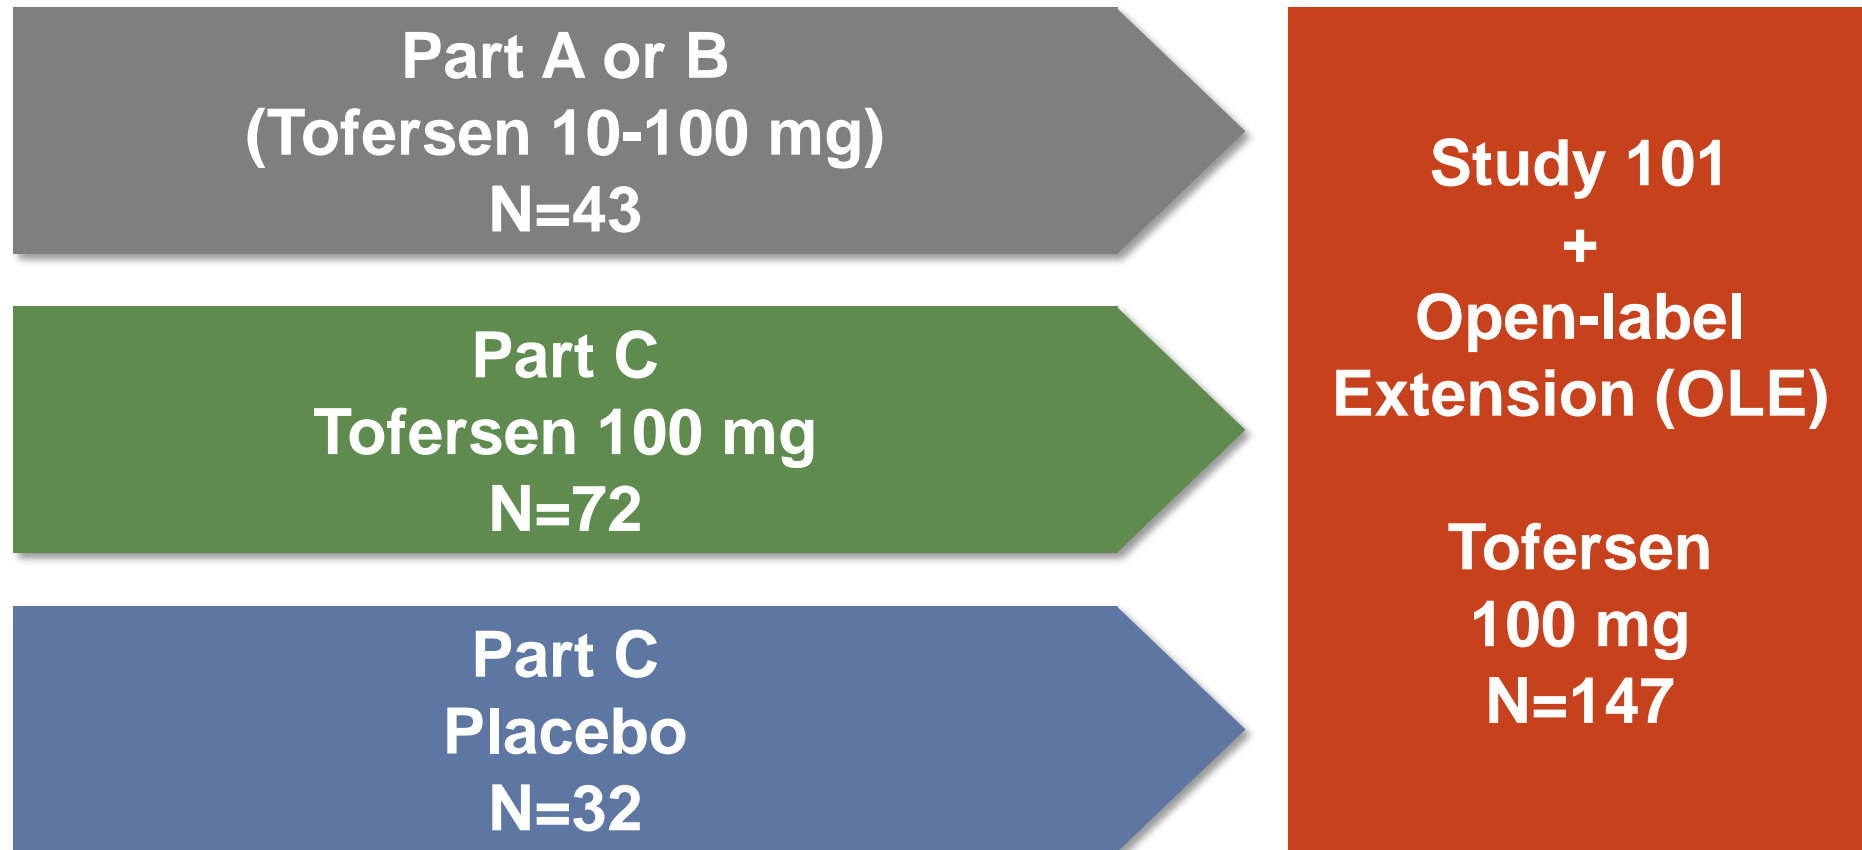 Part A or B
(Tofersen 10-100 mg)
N=43
Part C
Tofersen 100 mg
N=72
Part C
Placebo
N=32
Study 101
+
Open-label
Extension (OLE)
Tofersen
100 mg
N=147